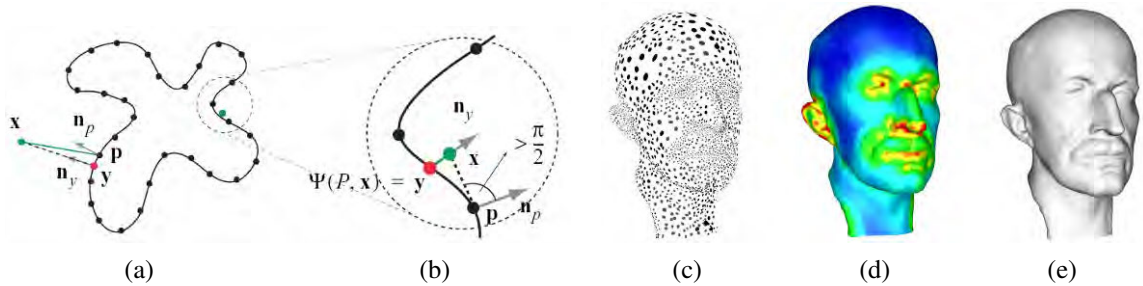 x
n_p
p
n_y
y
n_y
x
> π/2
Ψ(P, x) = y
p
n_p
(a)
(b)
(c)
(d)
(e)